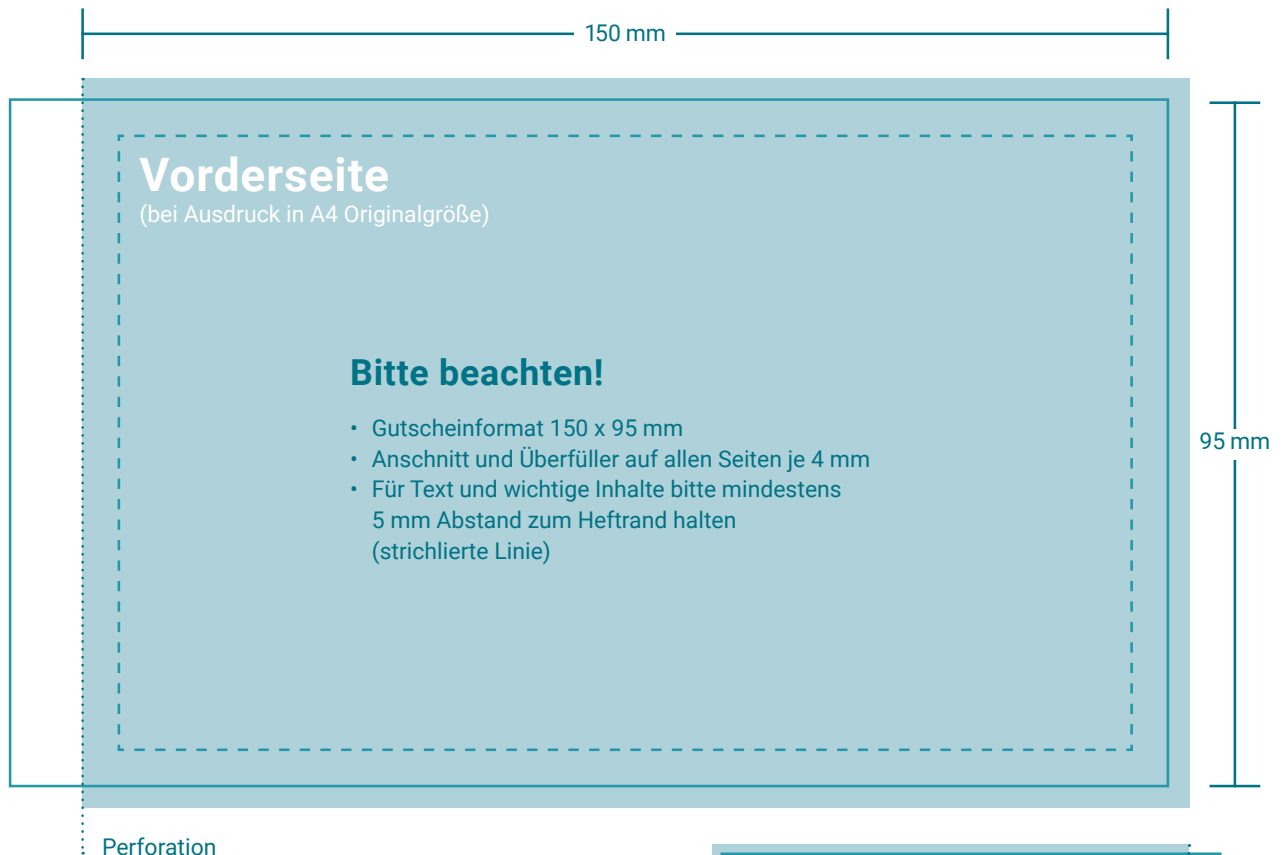 150 mm
Vorderseite
(bei Ausdruck in A4 Originalgröße)
Bitte beachten!
• Gutscheinformat 150 x 95 mm
• Anschnitt und Überfüller auf allen Seiten je 4 mm
• Für Text und wichtige Inhalte bitte mindestens
5 mm Abstand zum Heftrand halten
(strichlierte Linie)
95 mm
Perforation